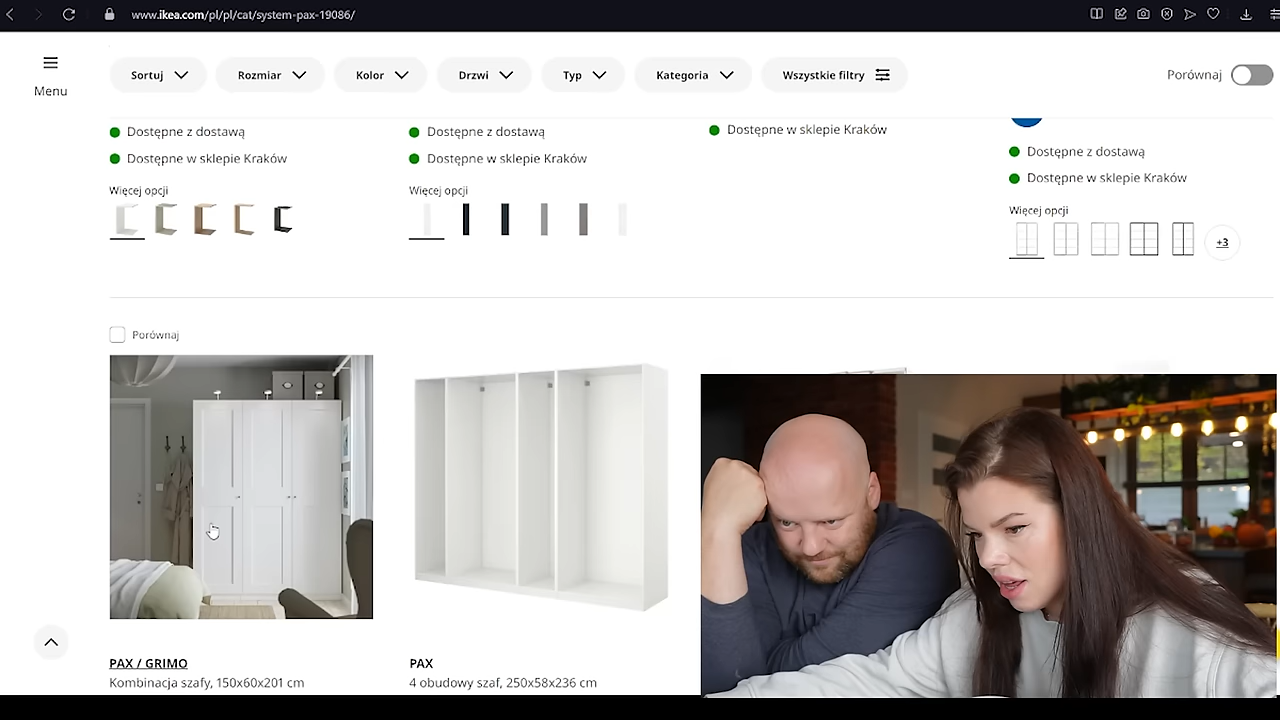 www.ikea.com/pl/pl/cat/system-pax-19086/
Menu
Sortuj
Rozmiar
Kolor
Drzwi
Typ
Kategoria
Wszystkie filtry
Porównaj
Dostępne z dostawą
Dostępne w sklepie Kraków
Więcej opcji
Dostępne z dostawą
Dostępne w sklepie Kraków
Więcej opcji
Dostępne w sklepie Kraków
Dostępne z dostawą
Dostępne w sklepie Kraków
Więcej opcji
+3
Porównaj
PAX / GRIMO
Kombinacja szafy, 150x60x201 cm
PAX
4 obudowy szaf, 250x58x236 cm